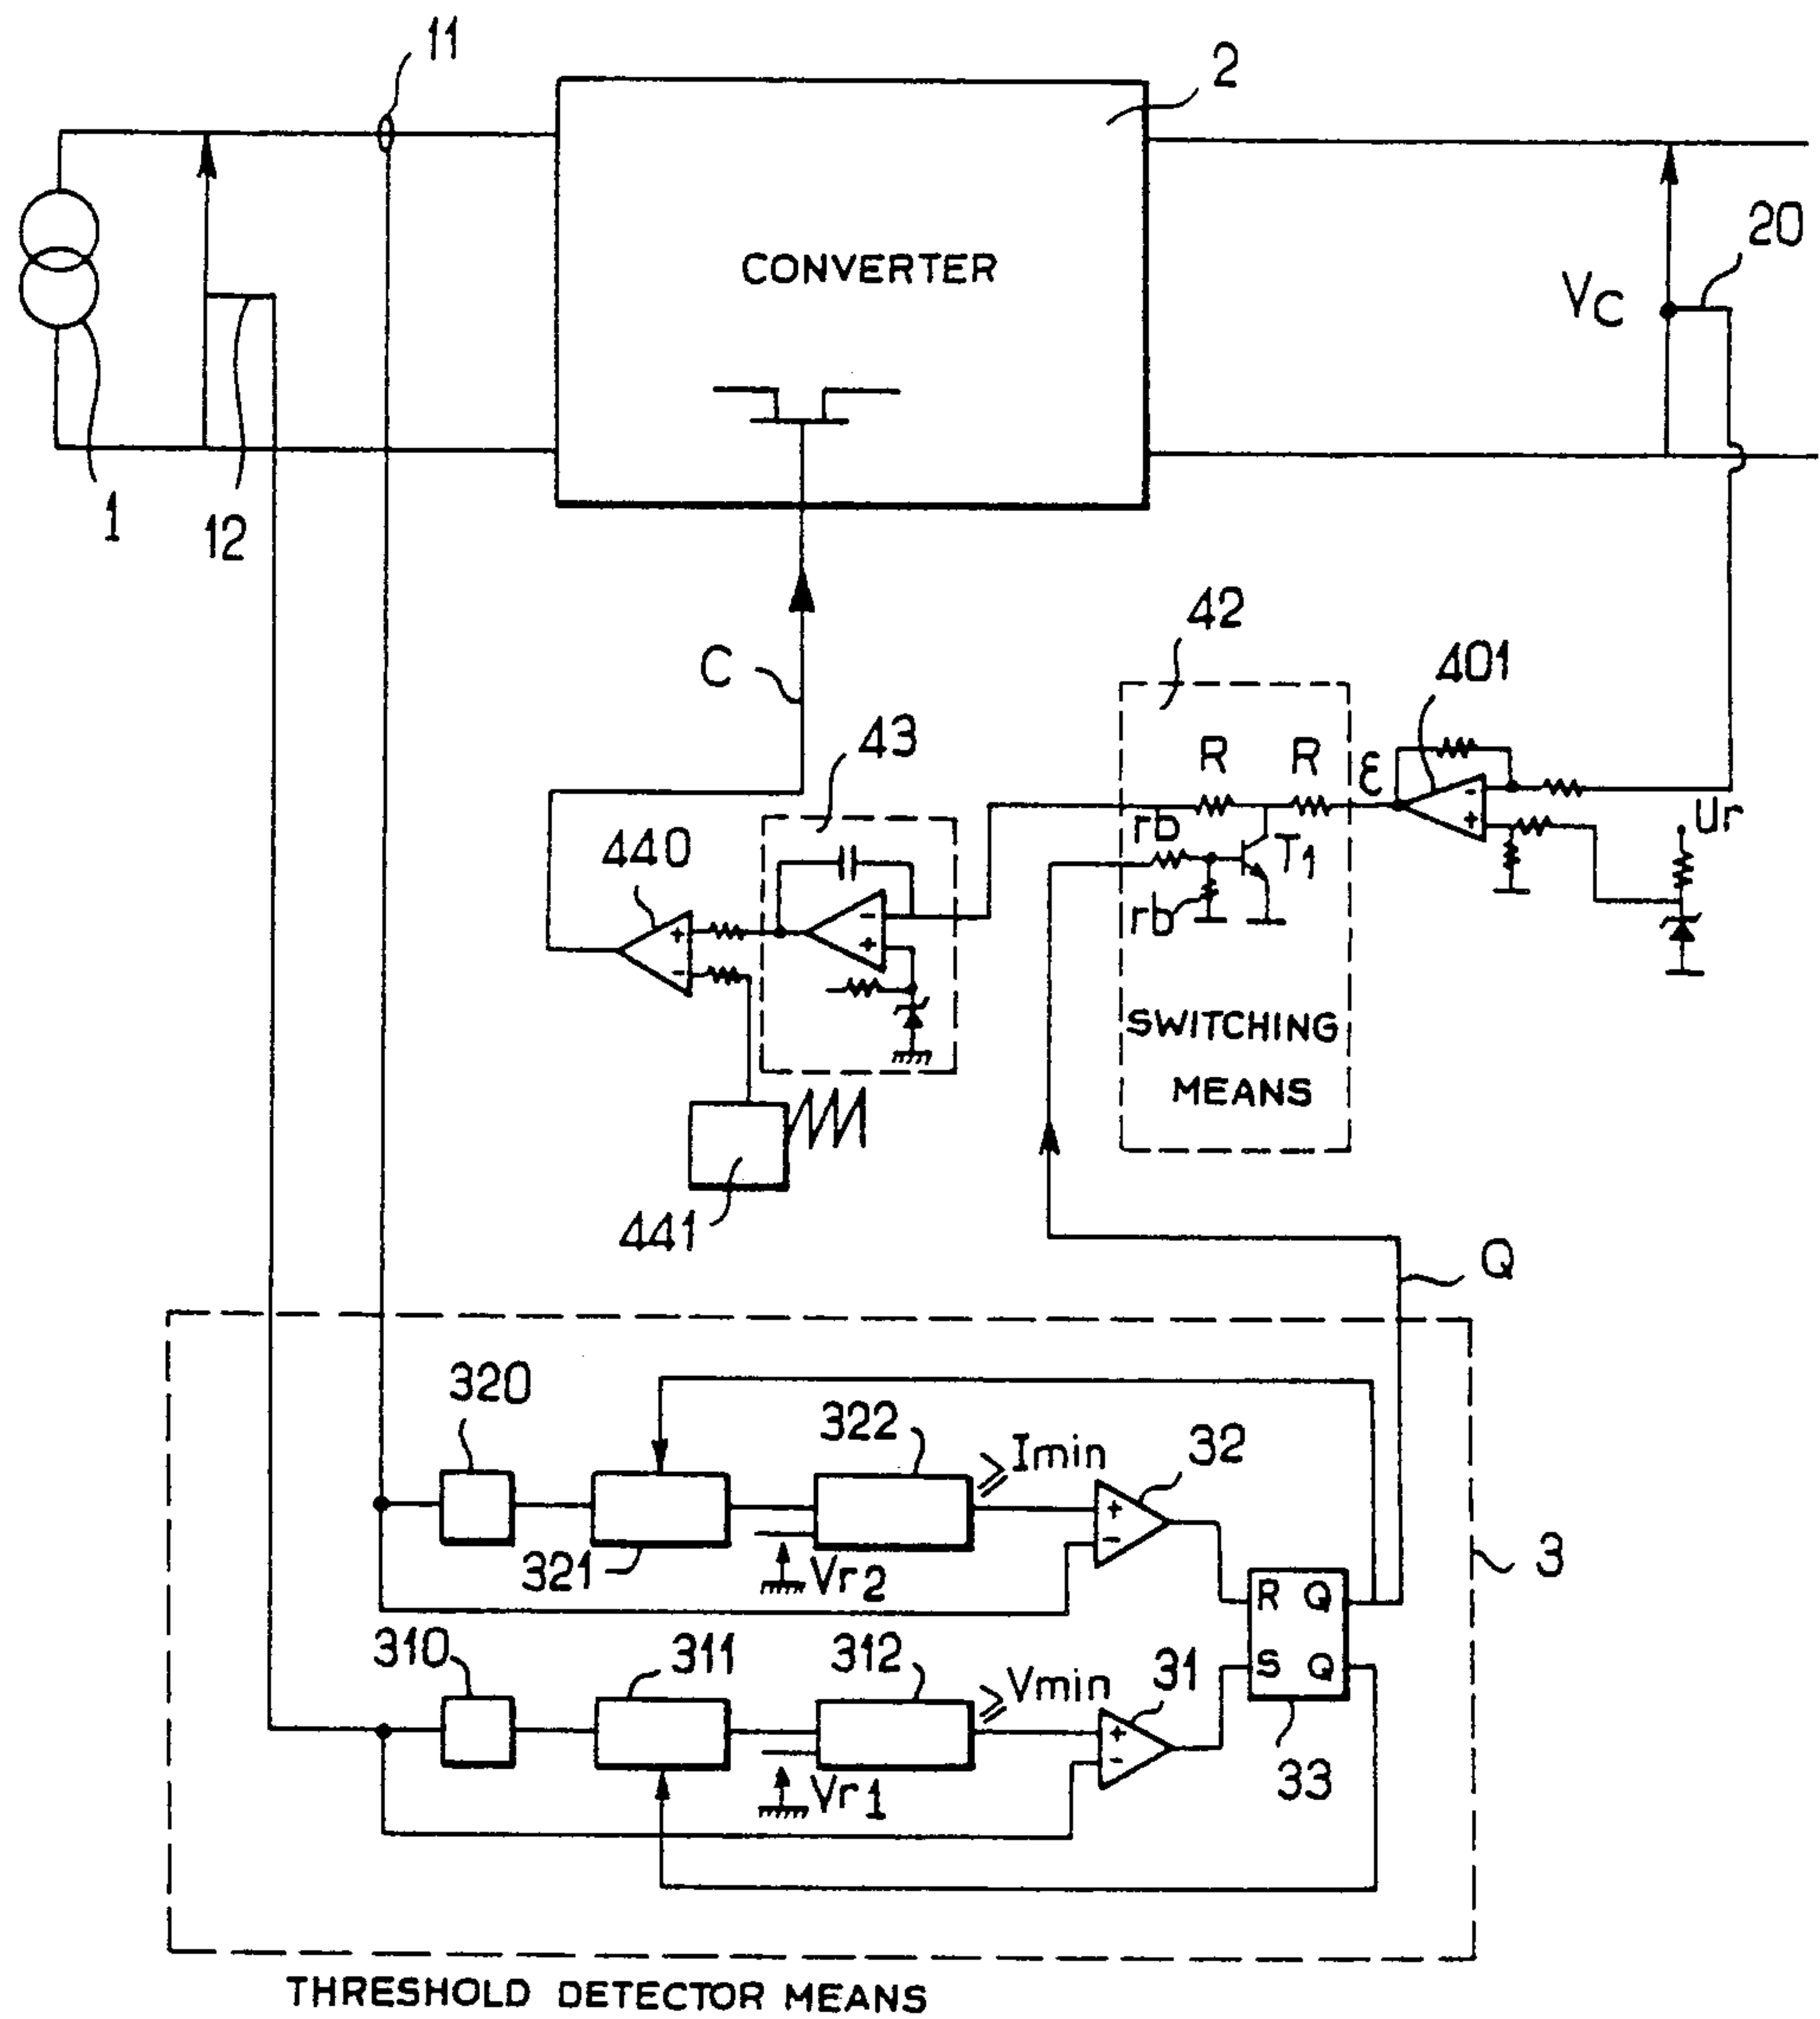 11
2
CONVERTER
20
VC
1
12
42
401
C
43
R R ε
Ur
rb
T1
440
rb
- +
+ -
- +
SWITCHING
MEANS
441
Q
320
322
≥ Imin
32
+
-
321
Vr2
3
R Q
310
311
312
≥ Vmin
31
S Q
+
-
Vr1
33
THRESHOLD DETECTOR MEANS